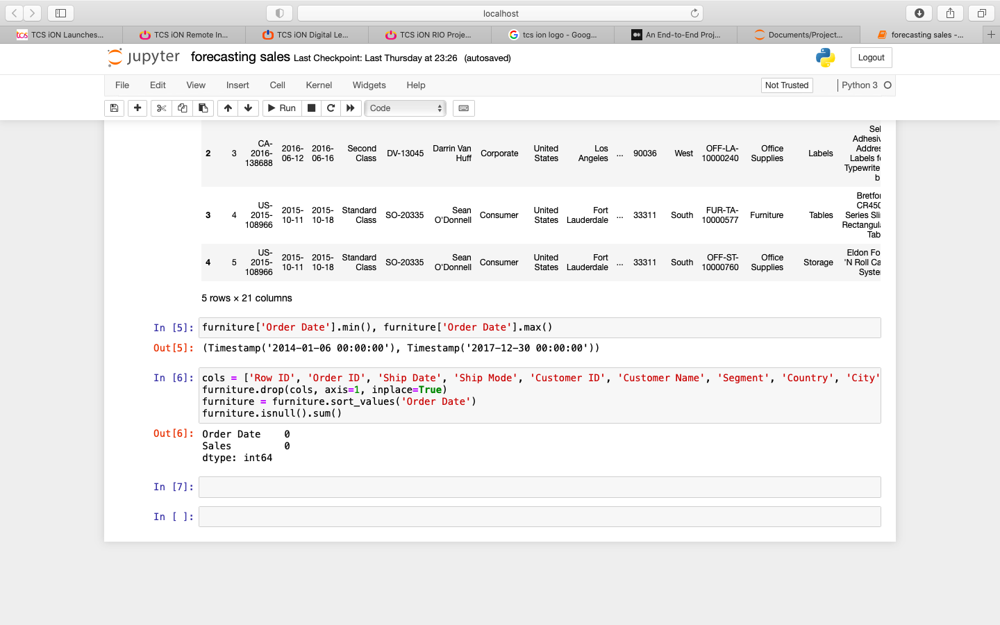 localhost
tcs TCS iON Launches...
TCS iON Remote In...
TCS iON Digital Le...
TCS iON RIO Proje...
tcs ion logo - Goog...
An End-to-End Proj...
Documents/Project...
forecasting sales -...
jupyter forecasting sales Last Checkpoint: Last Thursday at 23:26 (autosaved)
Logout
File Edit View Insert Cell Kernel Widgets Help
Not Trusted
Python 3
Run
Code
2 3 CA-2016-138688 2016-06-12 2016-06-16 Second Class DV-13045 Darrin Van Huff Corporate United States Los Angeles ... 90036 West OFF-LA-10000240 Office Supplies Labels Sel Adhesiv Addres Labels f Typewrite b
3 4 US-2015-108966 2015-10-11 2015-10-18 Standard Class SO-20335 Sean O'Donnell Consumer United States Fort Lauderdale ... 33311 South FUR-TA-10000577 Furniture Tables Bretfor CR450 Series Sli Rectangul Tab
4 5 US-2015-108966 2015-10-11 2015-10-18 Standard Class SO-20335 Sean O'Donnell Consumer United States Fort Lauderdale ... 33311 South OFF-ST-10000760 Office Supplies Storage Eldon Fo 'N Roll Ca Syste
5 rows × 21 columns
In [5]: furniture['Order Date'].min(), furniture['Order Date'].max()
Out[5]: (Timestamp('2014-01-06 00:00:00'), Timestamp('2017-12-30 00:00:00'))
In [6]: cols = ['Row ID', 'Order ID', 'Ship Date', 'Ship Mode', 'Customer ID', 'Customer Name', 'Segment', 'Country', 'City'
furniture.drop(cols, axis=1, inplace=True)
furniture = furniture.sort_values('Order Date')
furniture.isnull().sum()
Out[6]: Order Date 0
Sales 0
dtype: int64
In [7]:
In [ ]: